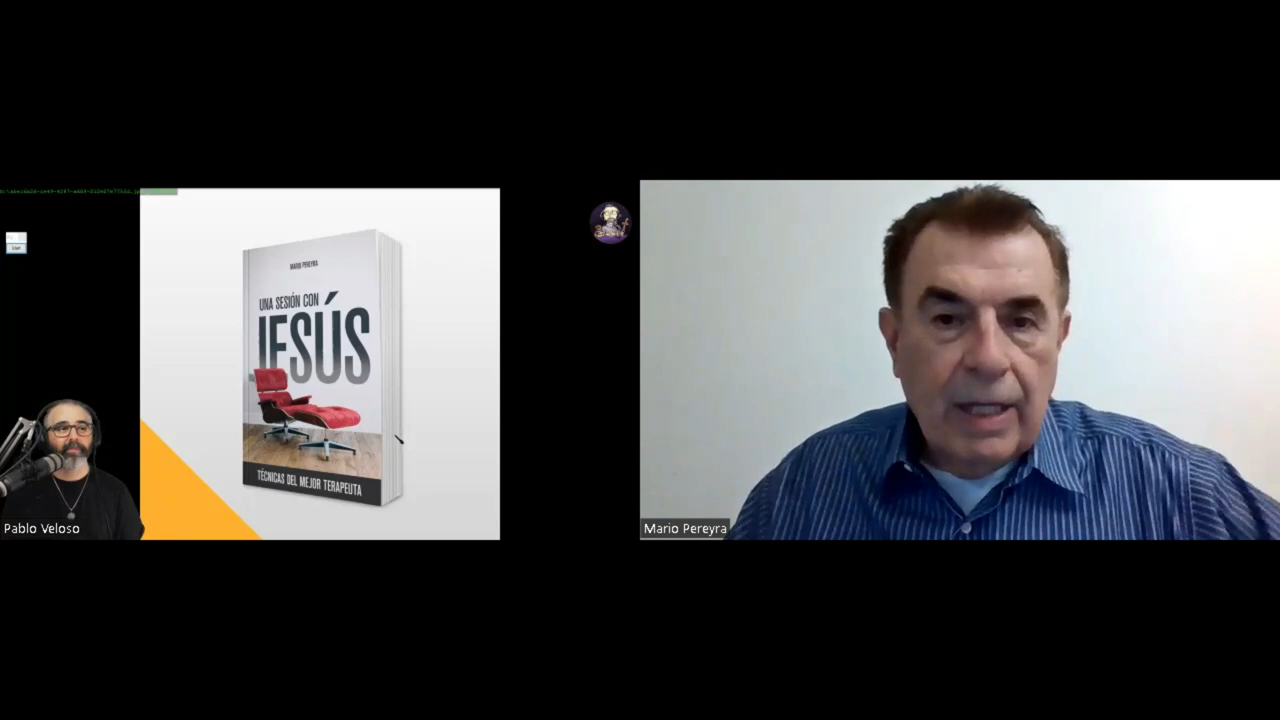 MARIO PEREYRA
UNA SESIÓN CON
JESÚS
TÉCNICAS DEL MEJOR TERAPEUTA
Pablo Veloso
Mario Pereyra